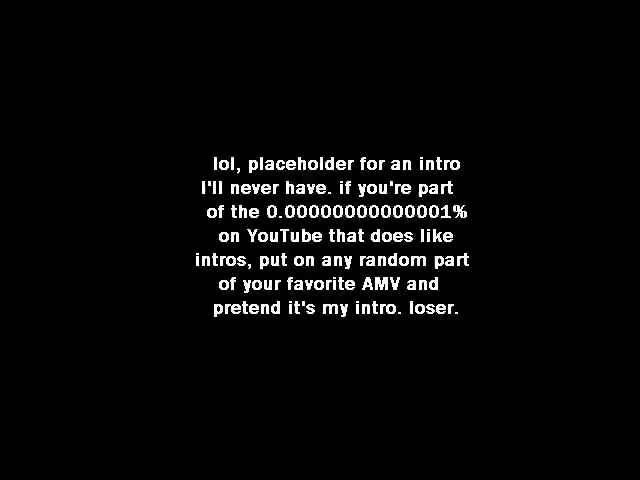 lol, placeholder for an intro
I'll never have. if you're part
of the 0.00000000000001%
on YouTube that does like
intros, put on any random part
of your favorite AMV and
pretend it's my intro. loser.